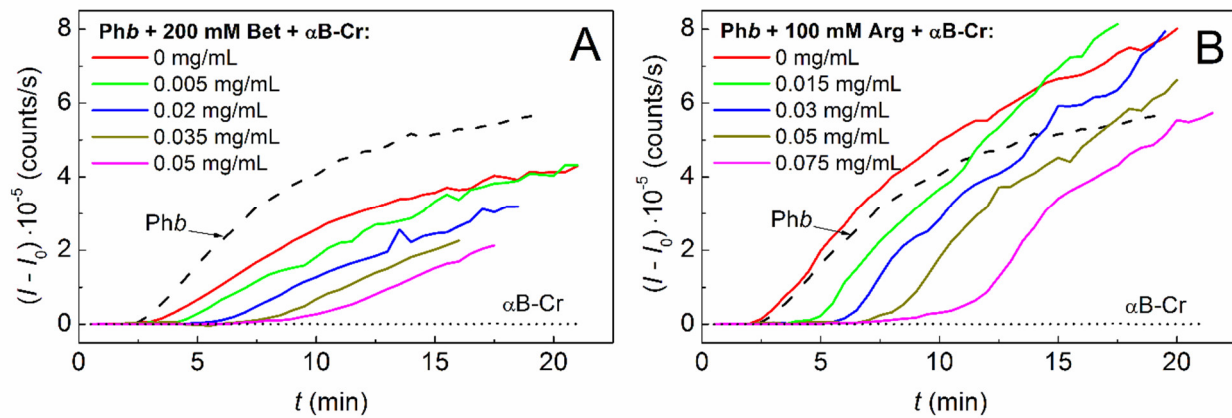 Phb + 200 mM Bet + αB-Cr:
A
0 mg/mL
0.005 mg/mL
0.02 mg/mL
0.035 mg/mL
0.05 mg/mL
Phb
αB-Cr
8
6
4
2
0
(I - I₀)·10⁻⁵ (counts/s)
0 5 10 15 20
t (min)
Phb + 100 mM Arg + αB-Cr:
B
0 mg/mL
0.015 mg/mL
0.03 mg/mL
0.05 mg/mL
0.075 mg/mL
Phb
αB-Cr
8
6
4
2
0
(I - I₀)·10⁻⁵ (counts/s)
0 5 10 15 20
t (min)